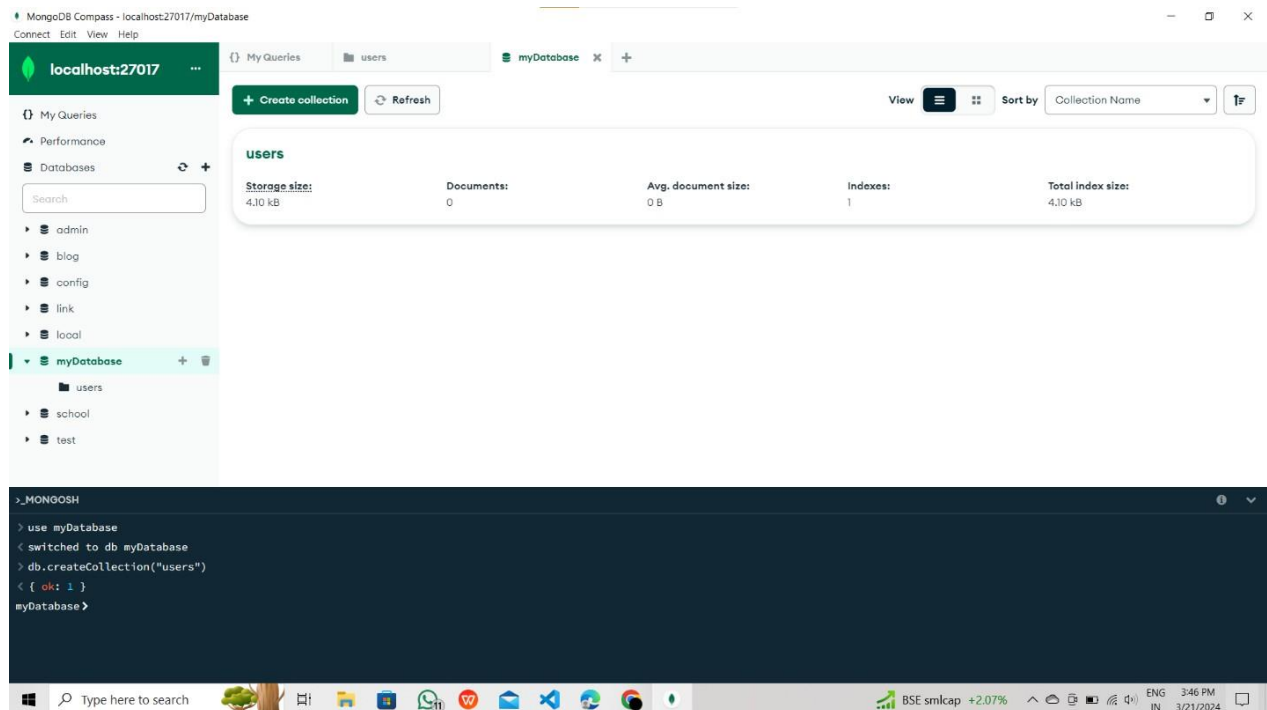 MongoDB Compass - localhost:27017/myDatabase
Connect Edit View Help
localhost:27017 ...
{} My Queries users myDatabase
+ Create collection Refresh View Sort by Collection Name
{} My Queries
Performance
Databases
Search
admin
blog
config
link
local
myDatabase
users
school
test
users
Storage size: Documents: Avg. document size: Indexes: Total index size:
4.10 kB 0 0 B 1 4.10 kB
>_MONGOSH
> use myDatabase
< switched to db myDatabase
> db.createCollection("users")
< { ok: 1 }
myDatabase>
Type here to search BSE smlcap +2.07% ENG 3:46 PM
IN 3/21/2024